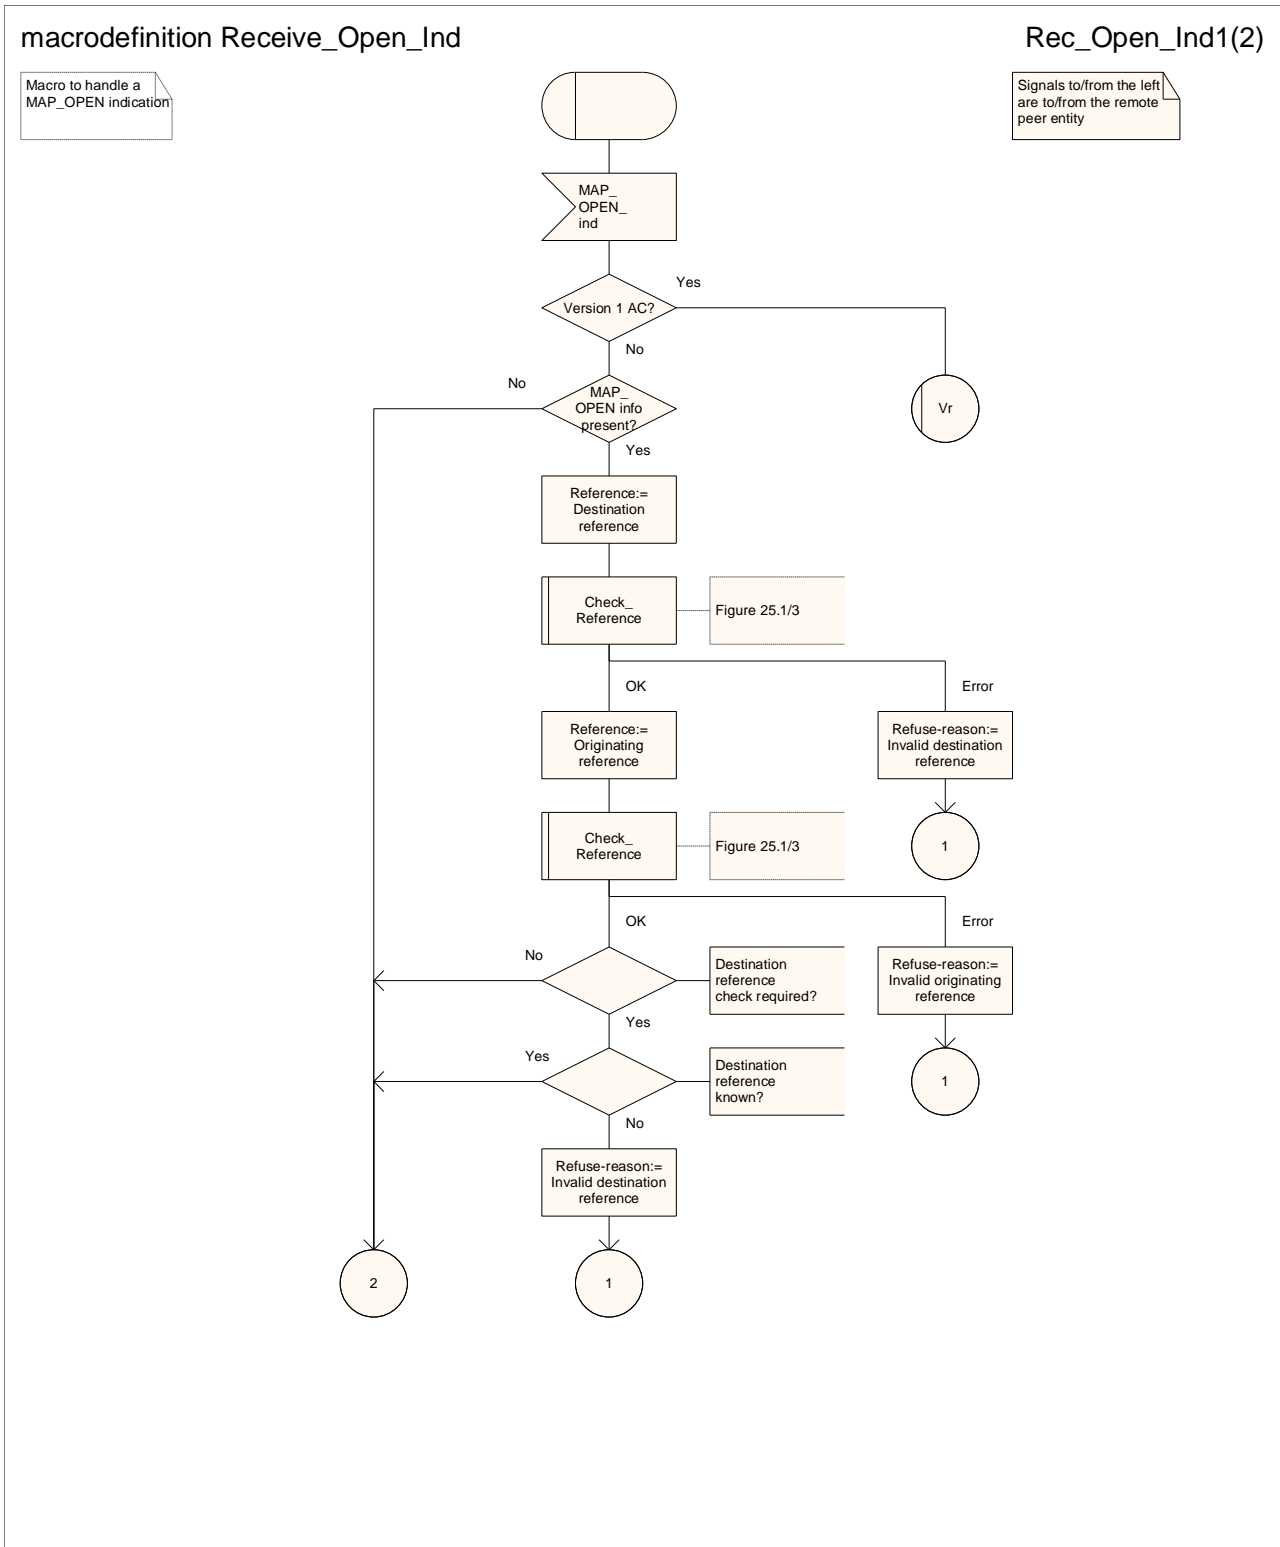 macrodefinition Receive_Open_Ind
Rec_Open_Ind1(2)
Macro to handle a
MAP_OPEN indication
Signals to/from the left
are to/from the remote
peer entity
MAP_
OPEN_
ind
Yes
Version 1 AC?
No
No
MAP_
OPEN info
present?
Vr
Yes
Reference:=
Destination
reference
Check_
Reference
Figure 25.1/3
OK
Error
Reference:=
Originating
reference
Refuse-reason:=
Invalid destination
reference
Check_
Reference
Figure 25.1/3
1
OK
Error
No
Destination
reference
check required?
Refuse-reason:=
Invalid originating
reference
Yes
Yes
Destination
reference
known?
1
No
Refuse-reason:=
Invalid destination
reference
2
1